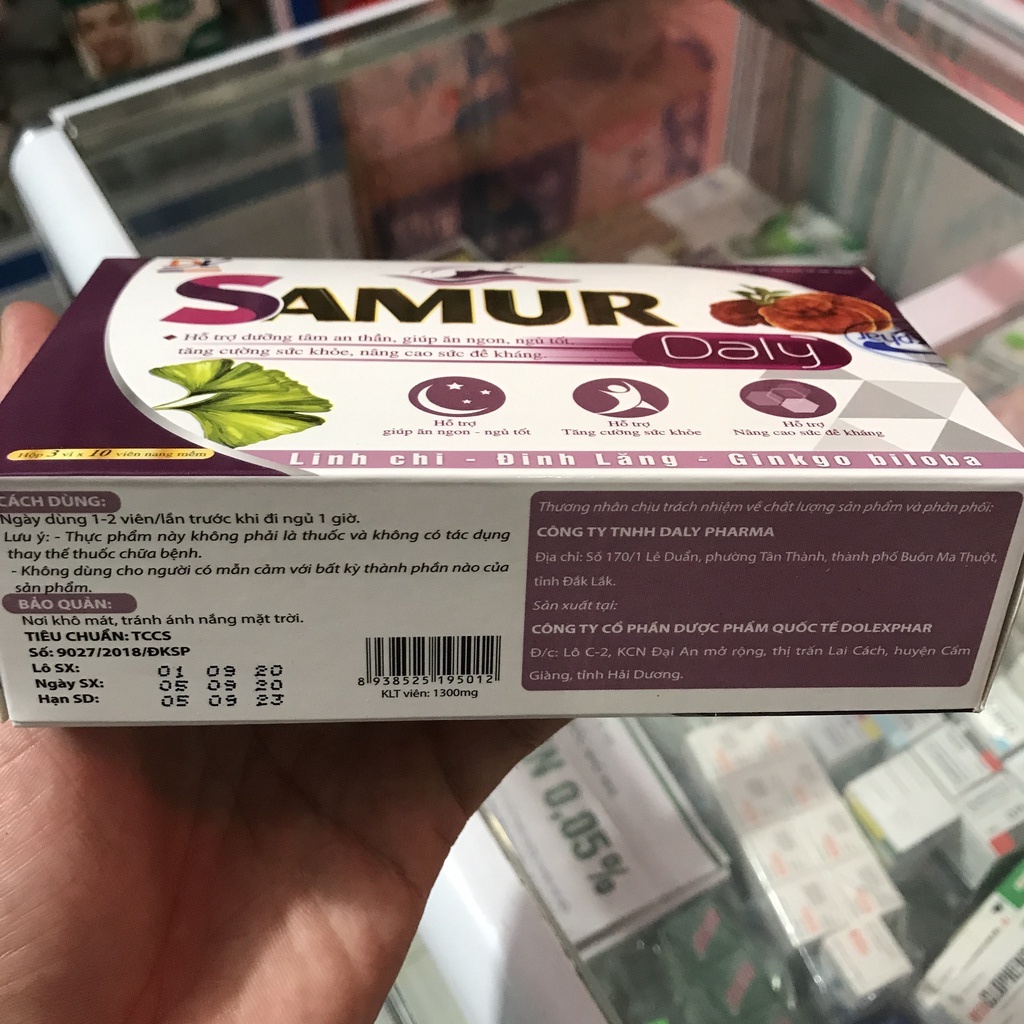 SAMUR
Daly
Hỗ trợ dưỡng tâm an thần, giúp ăn ngon, ngủ tốt,
tăng cường sức khỏe, nâng cao sức đề kháng.
phar
Hỗ trợ
giúp ăn ngon - ngủ tốt
Hỗ trợ
Tăng cường sức khỏe
Hỗ trợ
Nâng cao sức đề kháng
Hộp 3 vỉ x 10 viên nang mềm
Linh chi - Đinh Lăng - Ginkgo biloba
CÁCH DÙNG:
Ngày dùng 1-2 viên/lần trước khi đi ngủ 1 giờ.
Lưu ý: - Thực phẩm này không phải là thuốc và không có tác dụng
thay thế thuốc chữa bệnh.
- Không dùng cho người có mẫn cảm với bất kỳ thành phần nào của
sản phẩm.
BẢO QUẢN:
Nơi khô mát, tránh ánh nắng mặt trời.
TIÊU CHUẨN: TCCS
Số: 9027/2018/ĐKSP
Lô SX: 01 09 20
Ngày SX: 05 09 20
Hạn SD: 05 09 23
8 938525 195012
KLT viên: 1300mg
Thương nhân chịu trách nhiệm về chất lượng sản phẩm và phân phối:
CÔNG TY TNHH DALY PHARMA
Địa chỉ: Số 170/1 Lê Duẩn, phường Tân Thành, thành phố Buôn Ma Thuột,
tỉnh Đắk Lắk.
Sản xuất tại:
CÔNG TY CỔ PHẦN DƯỢC PHẨM QUỐC TẾ DOLEXPHAR
Đ/c: Lô C-2, KCN Đại An mở rộng, thị trấn Lai Cách, huyện Cẩm
Giàng, tỉnh Hải Dương.
N 0.05%